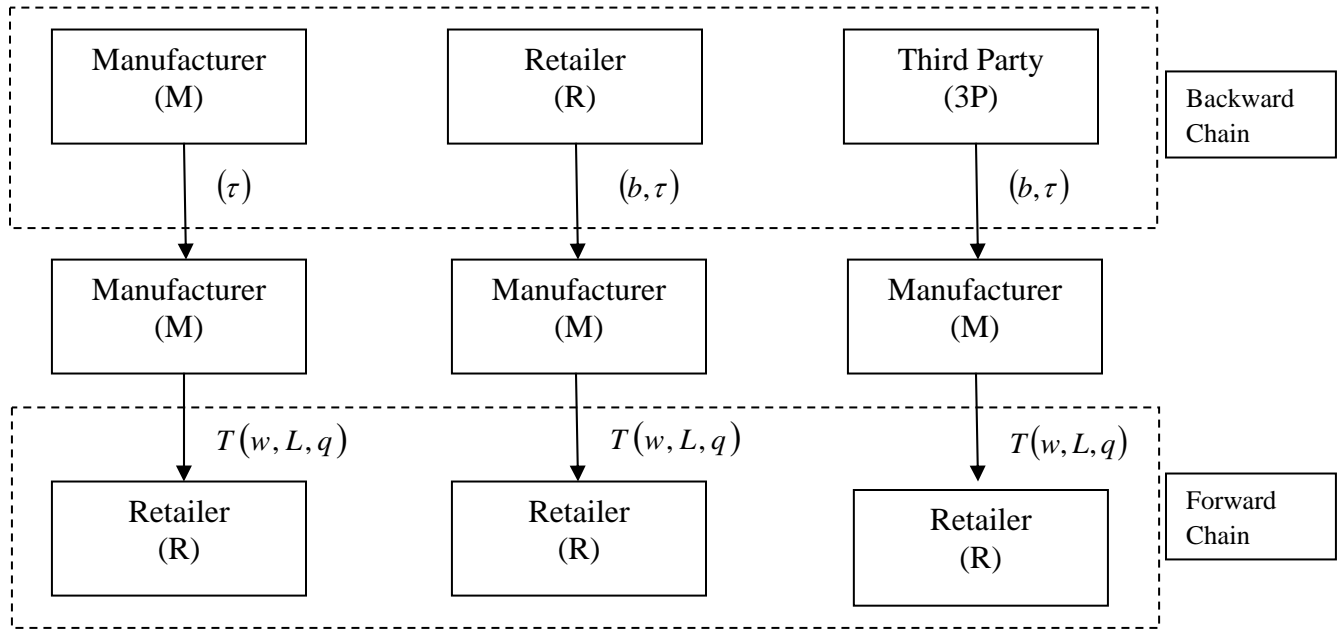 Manufacturer
(M)
Retailer
(R)
Third Party
(3P)
Backward
Chain
(τ)
(b, τ)
(b, τ)
Manufacturer
(M)
Manufacturer
(M)
Manufacturer
(M)
T(w, L, q)
T(w, L, q)
T(w, L, q)
Retailer
(R)
Retailer
(R)
Retailer
(R)
Forward
Chain